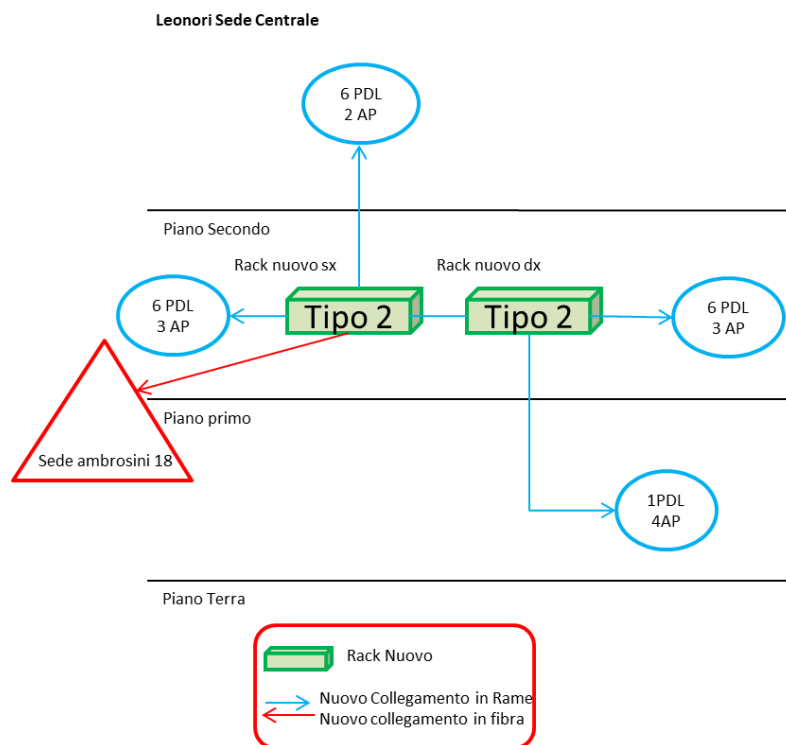 Leonori Sede Centrale
6 PDL
2 AP
Piano Secondo
Rack nuovo sx
Rack nuovo dx
6 PDL
3 AP
Tipo 2
Tipo 2
6 PDL
3 AP
Piano primo
Sede ambrosini 18
1PDL
4AP
Piano Terra
Rack Nuovo
Nuovo Collegamento in Rame
Nuovo collegamento in fibra